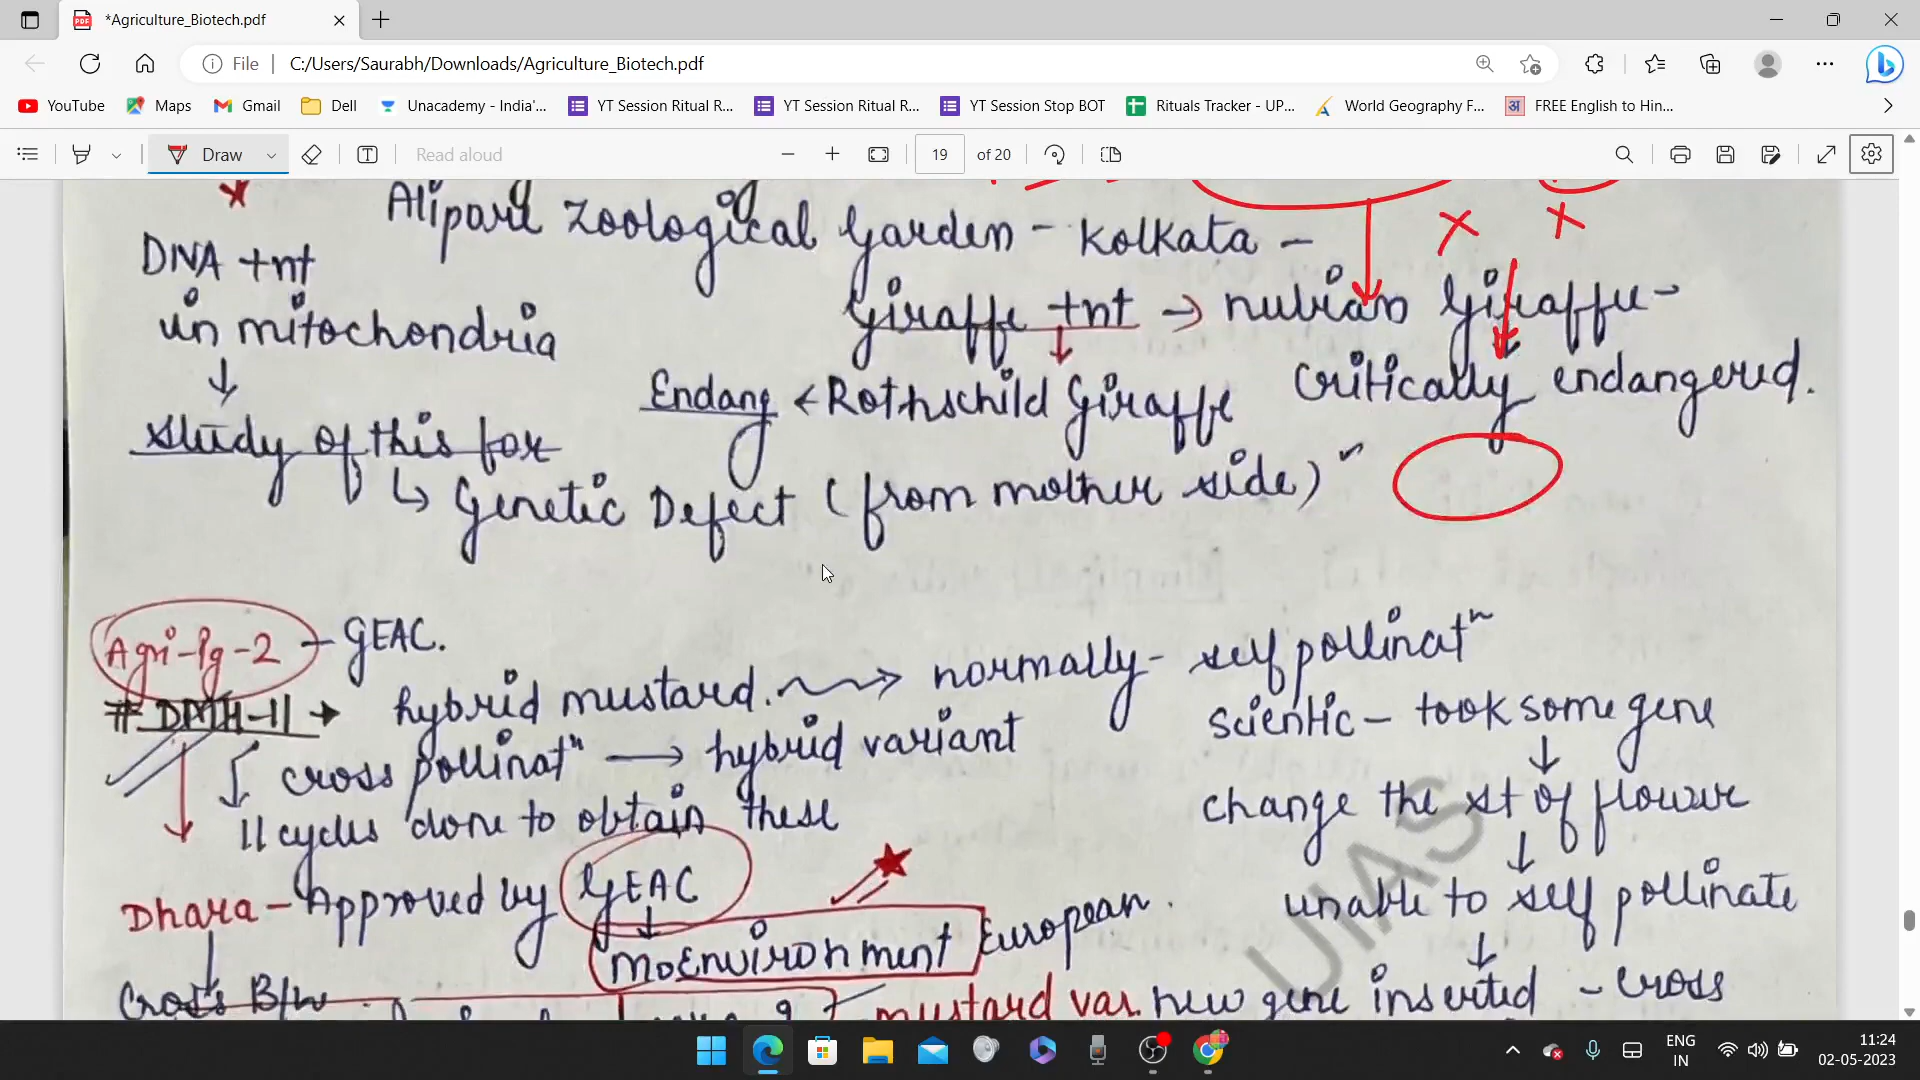 *Agriculture_Biotech.pdf
File
C:/Users/Saurabh/Downloads/Agriculture_Biotech.pdf
YouTube
Maps
Gmail
Dell
Unacademy - India'...
YT Session Ritual R...
YT Session Ritual R...
YT Session Stop BOT
Rituals Tracker - UP...
World Geography F...
FREE English to Hin...
Draw
Read aloud
19 of 20
Alipare Zoological Garden - Kolkata -
DNA +nt
in mitochondria
Giraffe +nt → nubian Giraffe -
critically endangered.
Endang ← Rothschild Giraffe
study of this for
↳ Genetic Defect (from mother side)
Agri-Pg-2 - GEAC.
# DMH-11 → hybrid mustard. → normally - self pollinatⁿ
cross pollinatⁿ → hybrid variant
11 cycles done to obtain these
scientic - took some gene
↓
change the st of flower
↓
unable to self pollinate
↓
new gene inserted - cross
Dhara - Approved by GEAC
↓
MoEnvironment
European
Cross B/w
mustard var.
UIAS
ENG
IN
11:24
02-05-2023